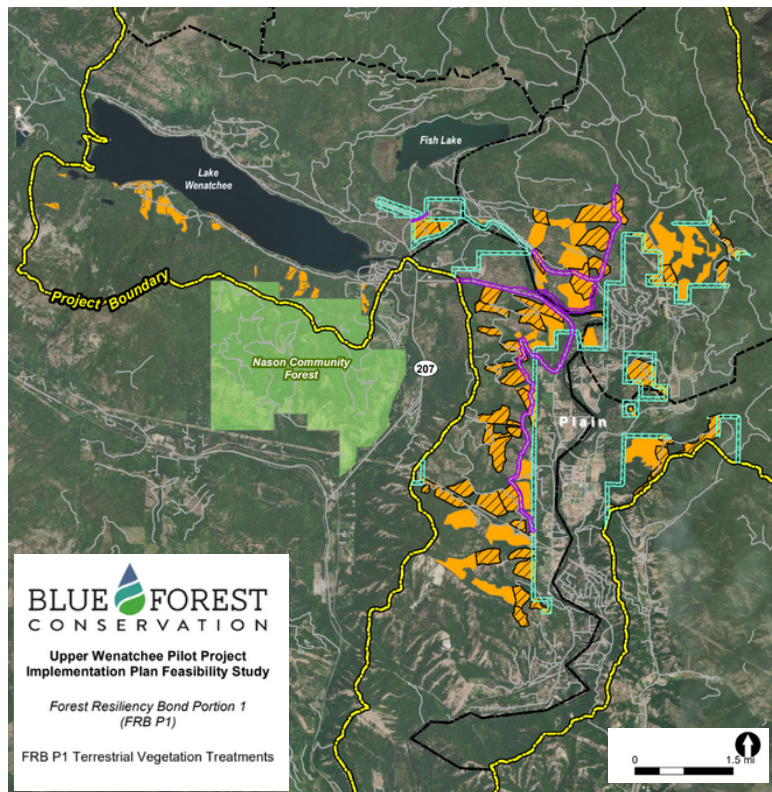 Fish Lake
Lake
Wenatchee
Project Boundary
Nason Community
Forest
207
Plain
BLUE FOREST
CONSERVATION
Upper Wenatchee Pilot Project
Implementation Plan Feasibility Study
Forest Resiliency Bond Portion 1
(FRB P1)
FRB P1 Terrestrial Vegetation Treatments
0 1.5 mi